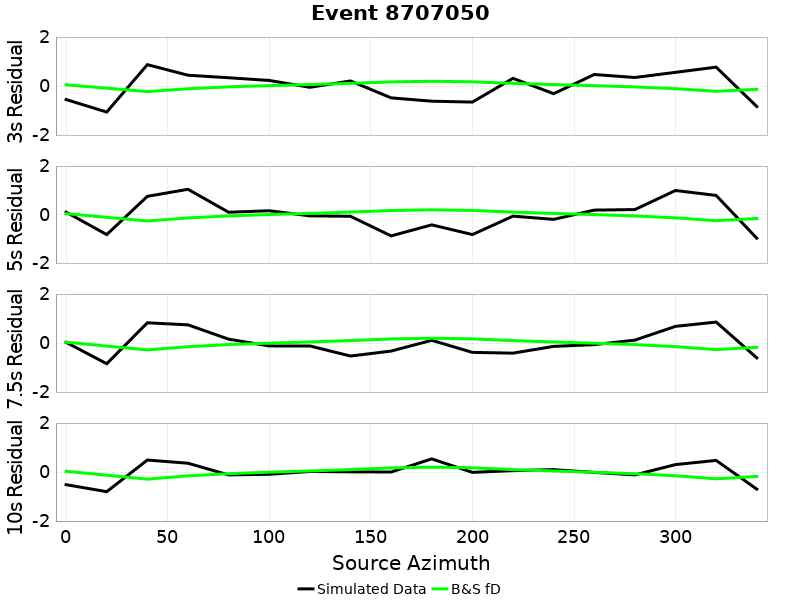 Event 8707050
3s Residual
2
0
-2
5s Residual
2
0
-2
7.5s Residual
2
0
-2
10s Residual
2
0
-2
0 50 100 150 200 250 300
Source Azimuth
Simulated Data B&S fD